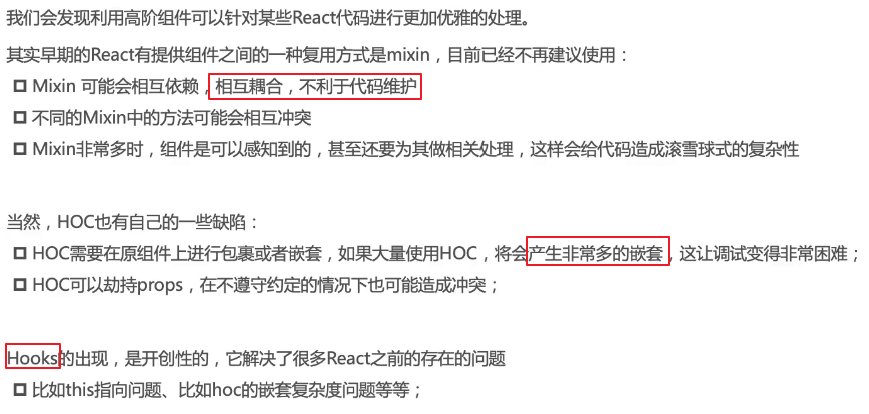 我们会发现利用高阶组件可以针对某些React代码进行更加优雅的处理。
其实早期的React有提供组件之间的一种复用方式是mixin，目前已经不再建议使用：
Mixin 可能会相互依赖，相互耦合，不利于代码维护
不同的Mixin中的方法可能会相互冲突
Mixin非常多时，组件是可以感知到的，甚至还要为其做相关处理，这样会给代码造成滚雪球式的复杂性
当然，HOC也有自己的一些缺陷：
HOC需要在原组件上进行包裹或者嵌套，如果大量使用HOC，将会产生非常多的嵌套，这让调试变得非常困难；
HOC可以劫持props，在不遵守约定的情况下也可能造成冲突；
Hooks的出现，是开创性的，它解决了很多React之前的存在的问题
比如this指向问题、比如hoc的嵌套复杂度问题等等；